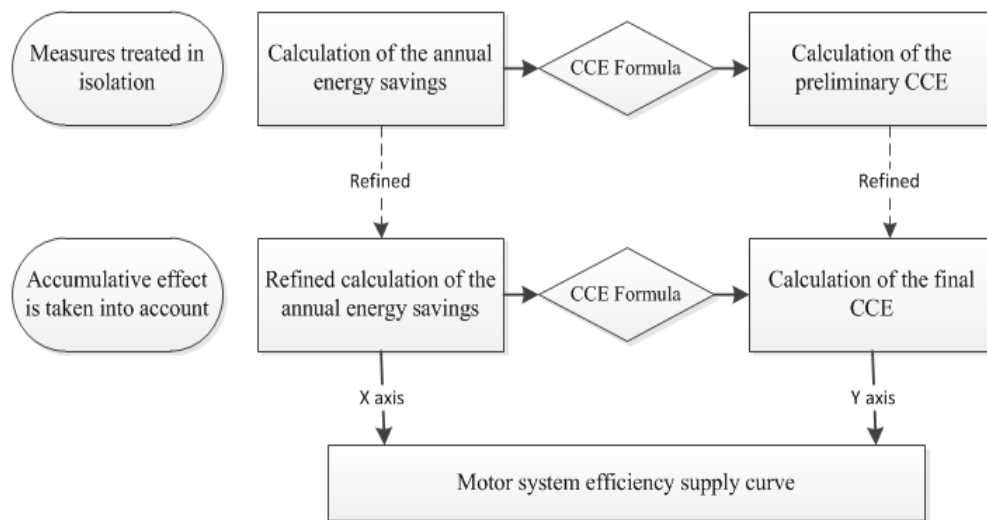 Measures treated in
isolation
Calculation of the annual
energy savings
CCE Formula
Calculation of the
preliminary CCE
Refined
Refined
Accumulative effect
is taken into account
Refined calculation of the
annual energy savings
CCE Formula
Calculation of the final
CCE
X axis
Y axis
Motor system efficiency supply curve